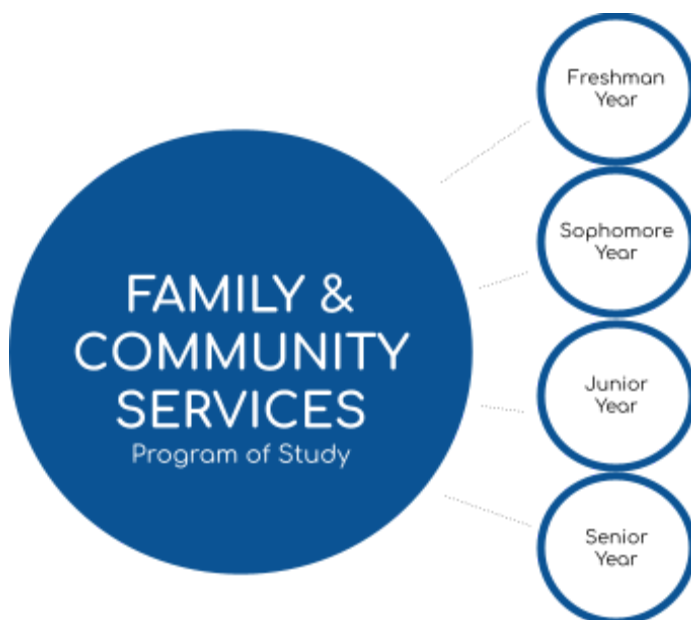 FAMILY &
COMMUNITY
SERVICES
Program of Study
Freshman
Year
Sophomore
Year
Junior
Year
Senior
Year